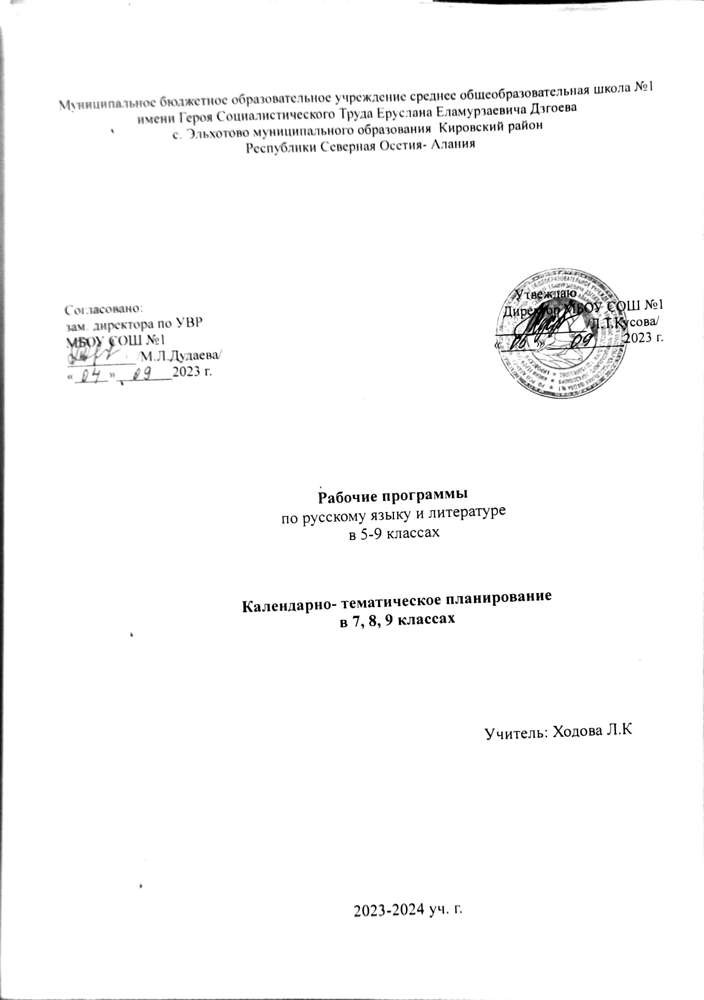 Муниципальное бюджетное образовательное учреждение среднее общеобразовательная школа №1
имени Героя Социалистического Труда Еруслана Еламурзаевича Дзгоева
с. Эльхотово муниципального образования Кировский район
Республики Северная Осетия- Алания
Согласовано:
зам. директора по УВР
МБОУ СОШ №1
/М.Л.Дудаева/
«04» 09 2023 г.
Утвеждаю
Директор МБОУ СОШ №1
/Л.Т.Кусова/
« » 09 2023 г.
Рабочие программы
по русскому языку и литературе
в 5-9 классах
Календарно- тематическое планирование
в 7, 8, 9 классах
Учитель: Ходова Л.К
2023-2024 уч. г.